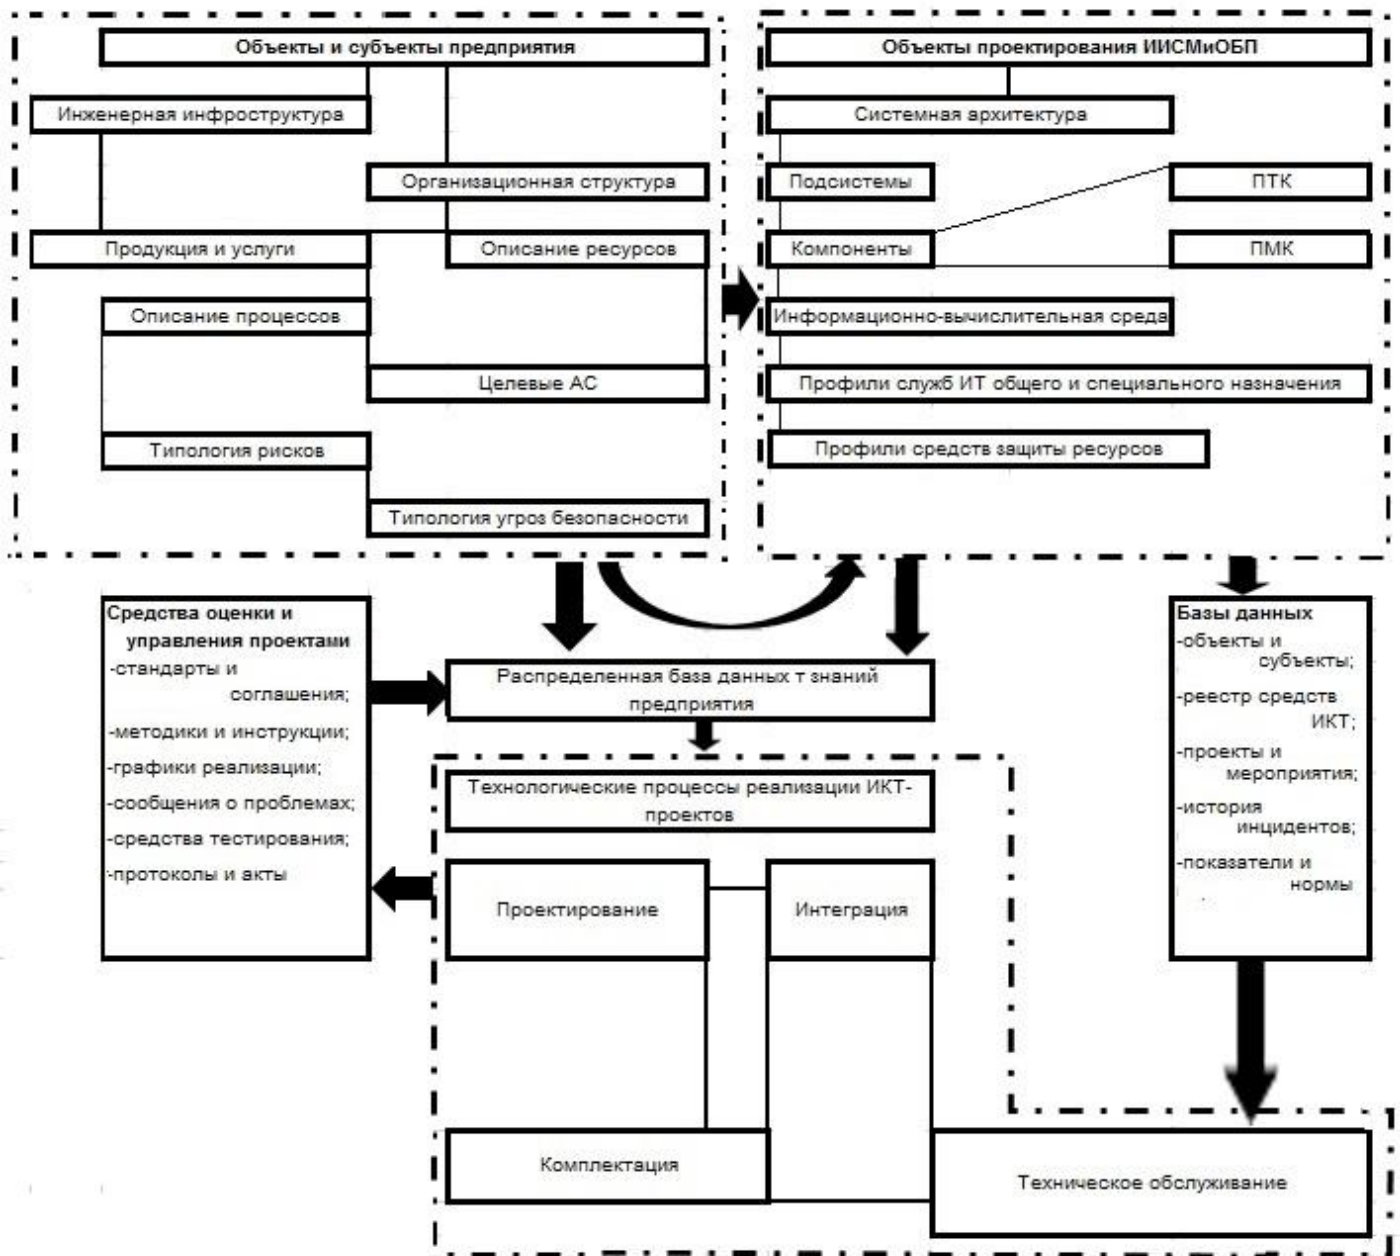 Объекты и субъекты предприятия
Инженерная инфроструктура
Организационная структура
Продукция и услуги
Описание ресурсов
Описание процессов
Целевые АС
Типология рисков
Типология угроз безопасности
Объекты проектирования ИИСМиОБП
Системная архитектура
Подсистемы
ПТК
Компоненты
ПМК
Информационно-вычислительная среда
Профили служб ИТ общего и специального назначения
Профили средств защиты ресурсов
Средства оценки и
управления проектами
-стандарты и
соглашения;
-методики и инструкции;
-графики реализации;
-сообщения о проблемах;
-средства тестирования;
-протоколы и акты
Распределенная база данных т знаний
предприятия
Технологические процессы реализации ИКТ-
проектов
Проектирование
Интеграция
Комплектация
Техническое обслуживание
Базы данных
-объекты и
субъекты;
-реестр средств
ИКТ;
-проекты и
мероприятия;
-история
инцидентов;
-показатели и
нормы